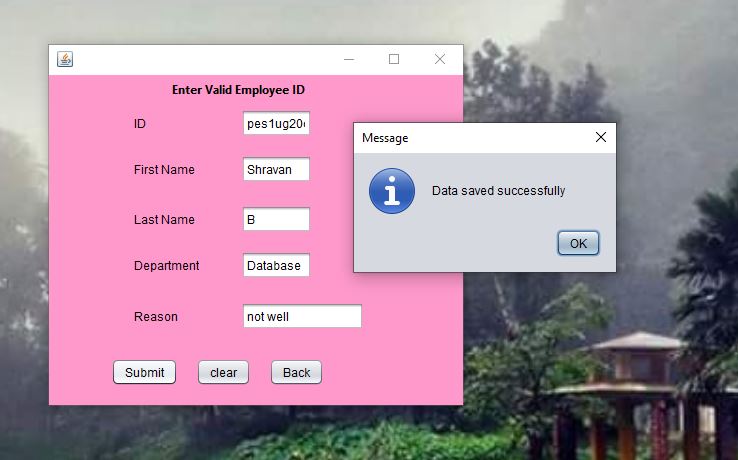 Enter Valid Employee ID
ID
pes1ug20
First Name
Shravan
Last Name
B
Department
Database
Reason
not well
Submit
clear
Back
Message
Data saved successfully
OK